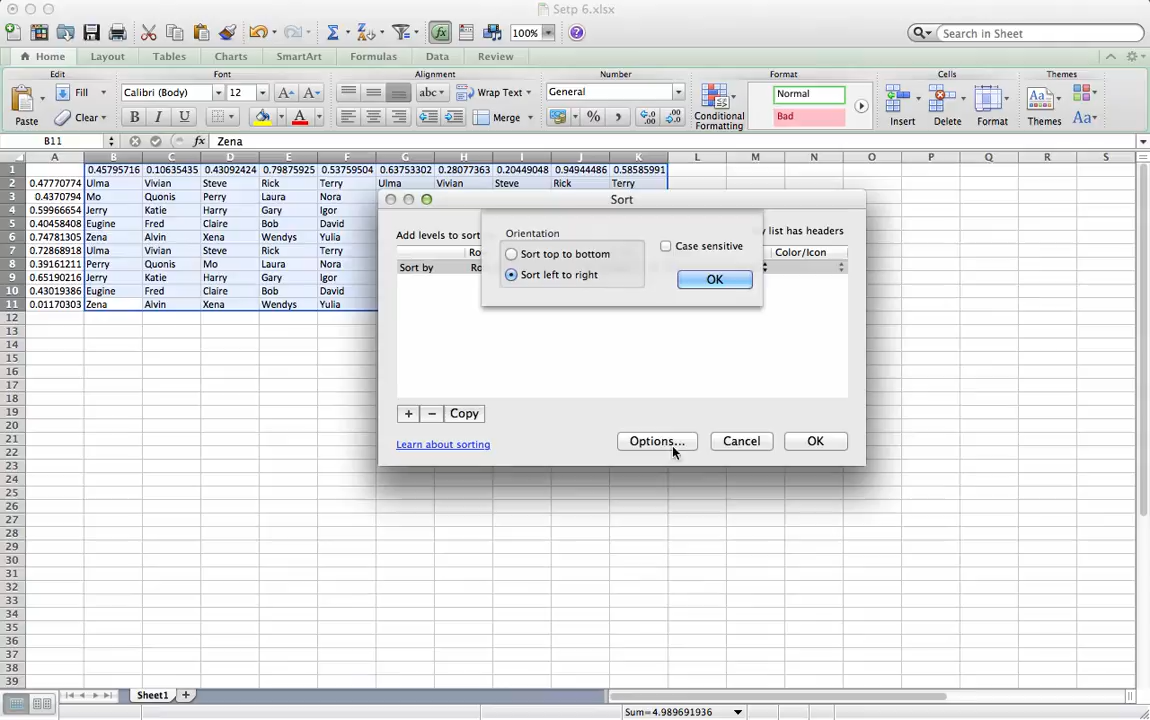 Setp 6.xlsx
100%
Search in Sheet
Home Layout Tables Charts SmartArt Formulas Data Review
Edit Font Alignment Number Format Cells Themes
Paste Fill Calibri (Body) 12 abc Wrap Text General Conditional Formatting Normal Insert Delete Format Themes Aa
Clear B I U A Merge % Bad
B11 fx Zena
A B C D E F G H I J K L M N O P Q R S
1 0.45795716 0.10635435 0.43092424 0.79875925 0.53759504 0.63753302 0.28077363 0.20449048 0.94944486 0.58585991
2 0.47770774 Ulma Vivian Steve Rick Terry Ulma Vivian Steve Rick Terry
3 0.4370794 Mo Quonis Perry Laura Nora
4 0.59966654 Jerry Katie Harry Gary Igor
5 0.40458408 Eugine Fred Claire Bob David
6 0.74781305 Zena Alvin Xena Wendys Yulia
7 0.72868918 Ulma Vivian Steve Rick Terry
8 0.39161211 Perry Quonis Mo Laura Nora
9 0.65190215 Jerry Katie Harry Gary Igor
10 0.43019386 Eugine Fred Claire Bob David
11 0.01170303 Zena Alvin Xena Wendys Yulia
12
13
14
15
16
17
18
19
20
21
22
23
24
25
26
27
28
29
30
31
32
33
34
35
36
37
38
39
Sort
Add levels to sort
y list has headers
Ro
Color/Icon
Sort by Ro
Orientation
Sort top to bottom
Sort left to right
Case sensitive
OK
+ − Copy
Learn about sorting
Options... Cancel OK
Sheet1 +
Sum=4.989691936